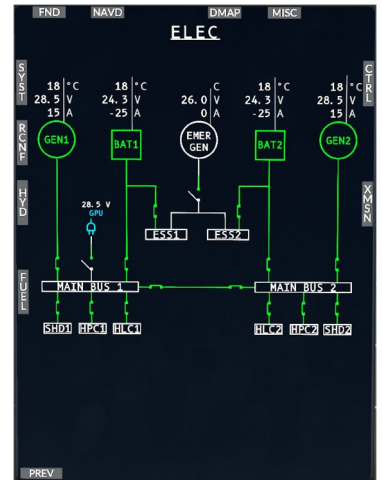 FND NAVD DMAP MISC
ELEC
SYST
CTRL
18 °C 18 °C C 18 °C 18 °C
28.5 V 24.3 V 26.0 V 24.3 V 28.5 V
15 A -25 A 0 A -25 A 15 A
RCNF
GEN1 BAT1 EMER GEN BAT2 GEN2
HYD
XMSN
28.5 V
GPU
ESS1 ESS2
FUEL
MAIN BUS 1 MAIN BUS 2
SHD1 HPC1 HLC1 HLC2 HPC2 SHD2
PREV